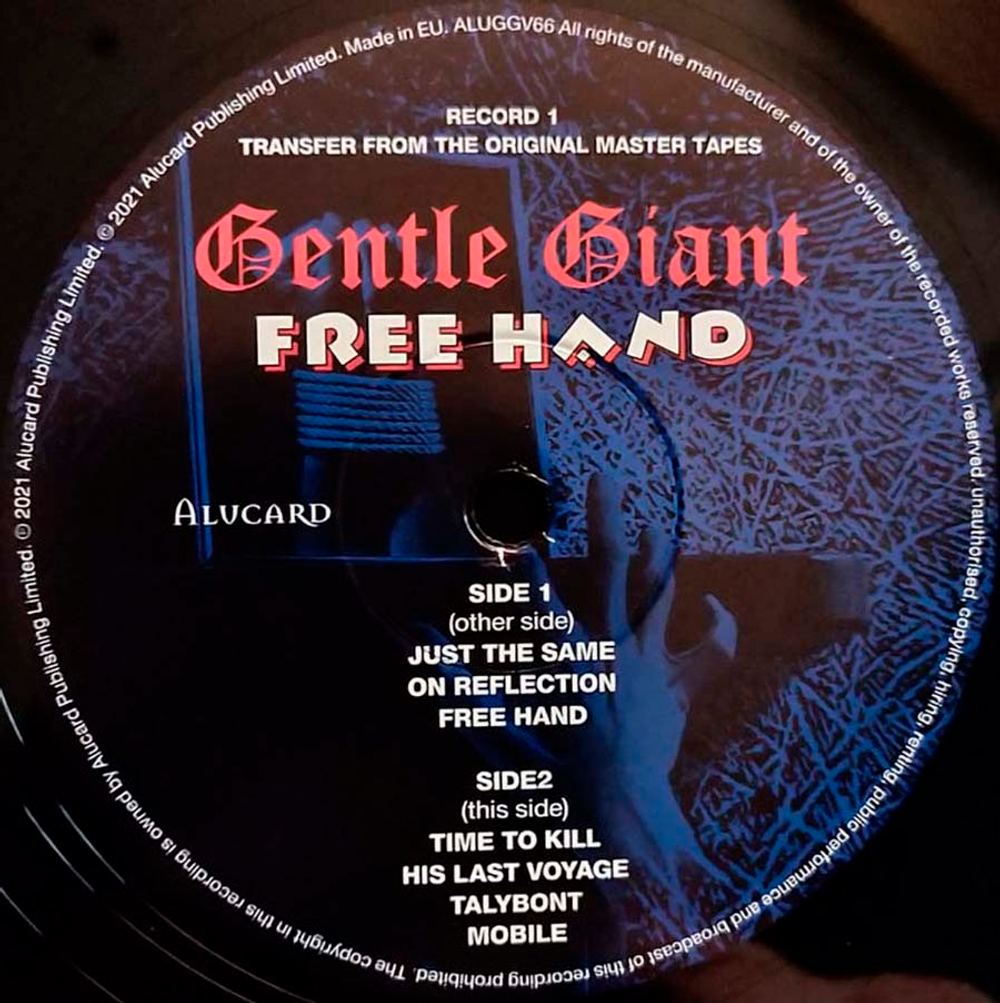 RECORD 1
TRANSFER FROM THE ORIGINAL MASTER TAPES
Gentle Giant
FREE HAND
ALUCARD
SIDE 1
(other side)
JUST THE SAME
ON REFLECTION
FREE HAND
SIDE2
(this side)
TIME TO KILL
HIS LAST VOYAGE
TALYBONT
MOBILE
The copyright in this recording is owned by Alucard Publishing Limited. ℗ 2021 Alucard Publishing Limited. © 2021 Alucard Publishing Limited. Made in EU. ALUGGV66 All rights of the manufacturer and of the owner of the recorded works reserved, unauthorised, copying, hiring, renting, public performance and broadcast of this recording prohibited.